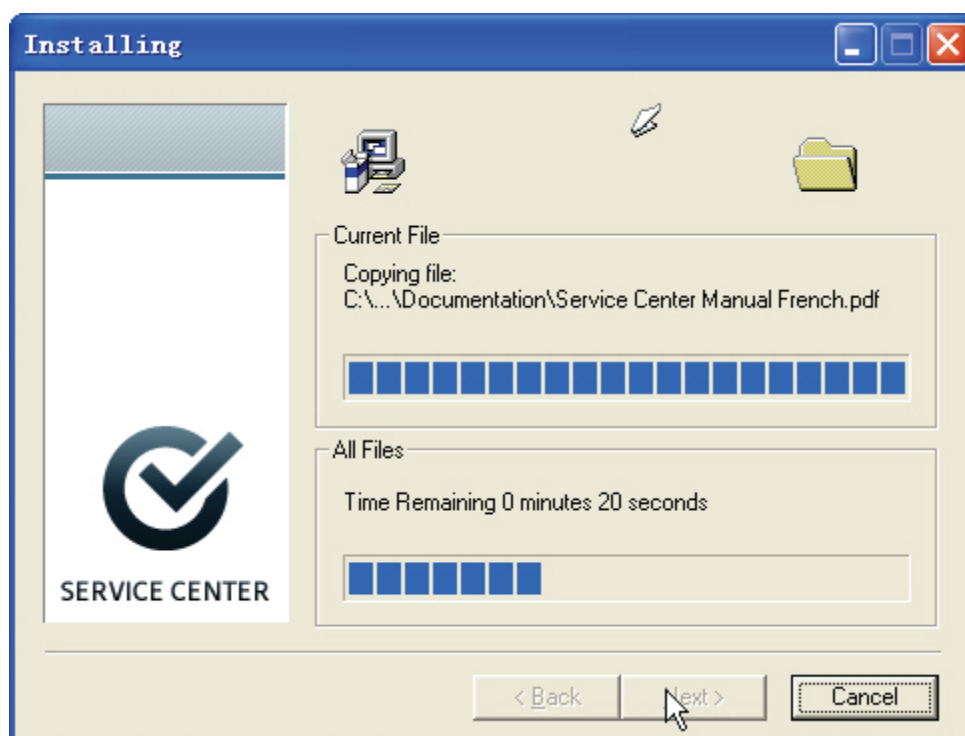 Installing
Current File
Copying file:
C:\...\Documentation\Service Center Manual French.pdf
All Files
Time Remaining 0 minutes 20 seconds
SERVICE CENTER
< Back
Next >
Cancel